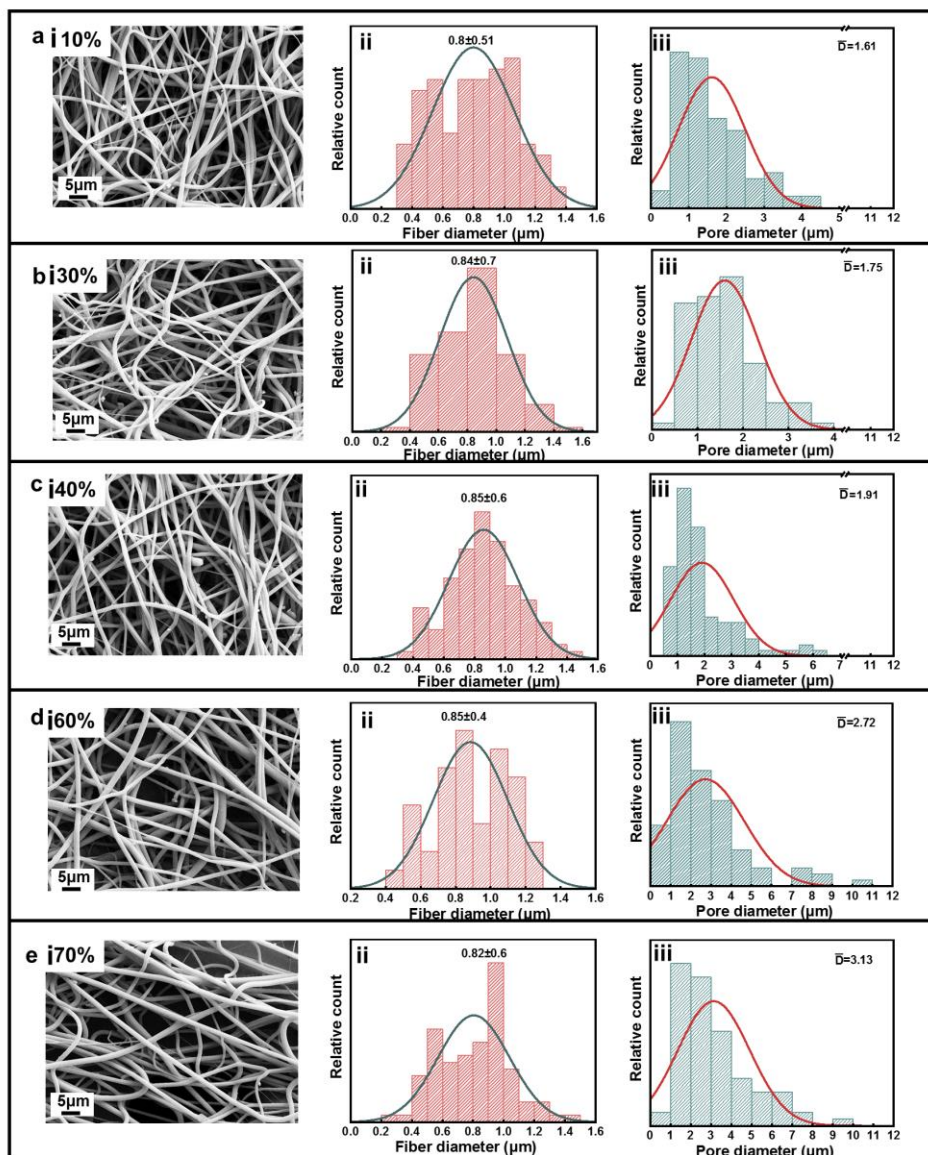 a i 10%
5μm
ii
0.8±0.51
Relative count
0.0 0.2 0.4 0.6 0.8 1.0 1.2 1.4 1.6
Fiber diameter (μm)
iii
D̅=1.61
Relative count
0 1 2 3 4 5 11 12
Pore diameter (μm)
b i 30%
5μm
ii
0.84±0.7
Relative count
0.0 0.2 0.4 0.6 0.8 1.0 1.2 1.4 1.6
Fiber diameter (μm)
iii
D̅=1.75
Relative count
0 1 2 3 4 11 12
Pore diameter (μm)
c i 40%
5μm
ii
0.85±0.6
Relative count
0.0 0.2 0.4 0.6 0.8 1.0 1.2 1.4 1.6
Fiber diameter (μm)
iii
D̅=1.91
Relative count
0 1 2 3 4 5 6 7 11 12
Pore diameter (μm)
d i 60%
5μm
ii
0.85±0.4
Relative count
0.2 0.4 0.6 0.8 1.0 1.2 1.4 1.6
Fiber diameter (μm)
iii
D̅=2.72
Relative count
0 1 2 3 4 5 6 7 8 9 10 11 12
Pore diameter (μm)
e i 70%
5μm
ii
0.82±0.6
Relative count
0.0 0.2 0.4 0.6 0.8 1.0 1.2 1.4 1.6
Fiber diameter (μm)
iii
D̅=3.13
Relative count
0 1 2 3 4 5 6 7 8 9 10 11 12
Pore diameter (μm)